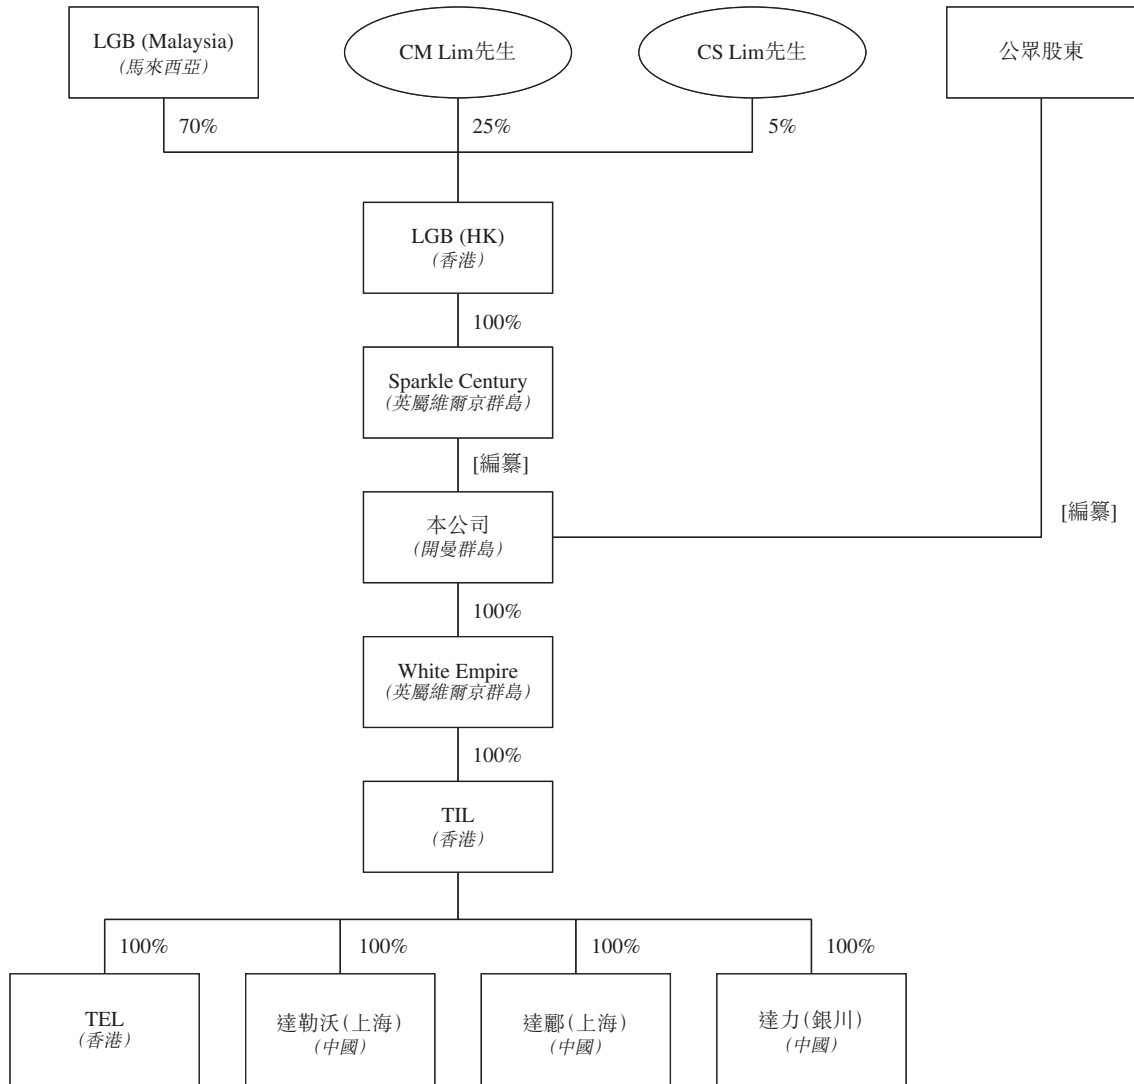 LGB (Malaysia)
(馬來西亞)
CM Lim先生
CS Lim先生
公眾股東
70%
25%
5%
LGB (HK)
(香港)
100%
Sparkle Century
(英屬維爾京群島)
[編纂]
本公司
(開曼群島)
[編纂]
100%
White Empire
(英屬維爾京群島)
100%
TIL
(香港)
100%
100%
100%
100%
TEL
(香港)
達勒沃(上海)
(中國)
達酈(上海)
(中國)
達力(銀川)
(中國)